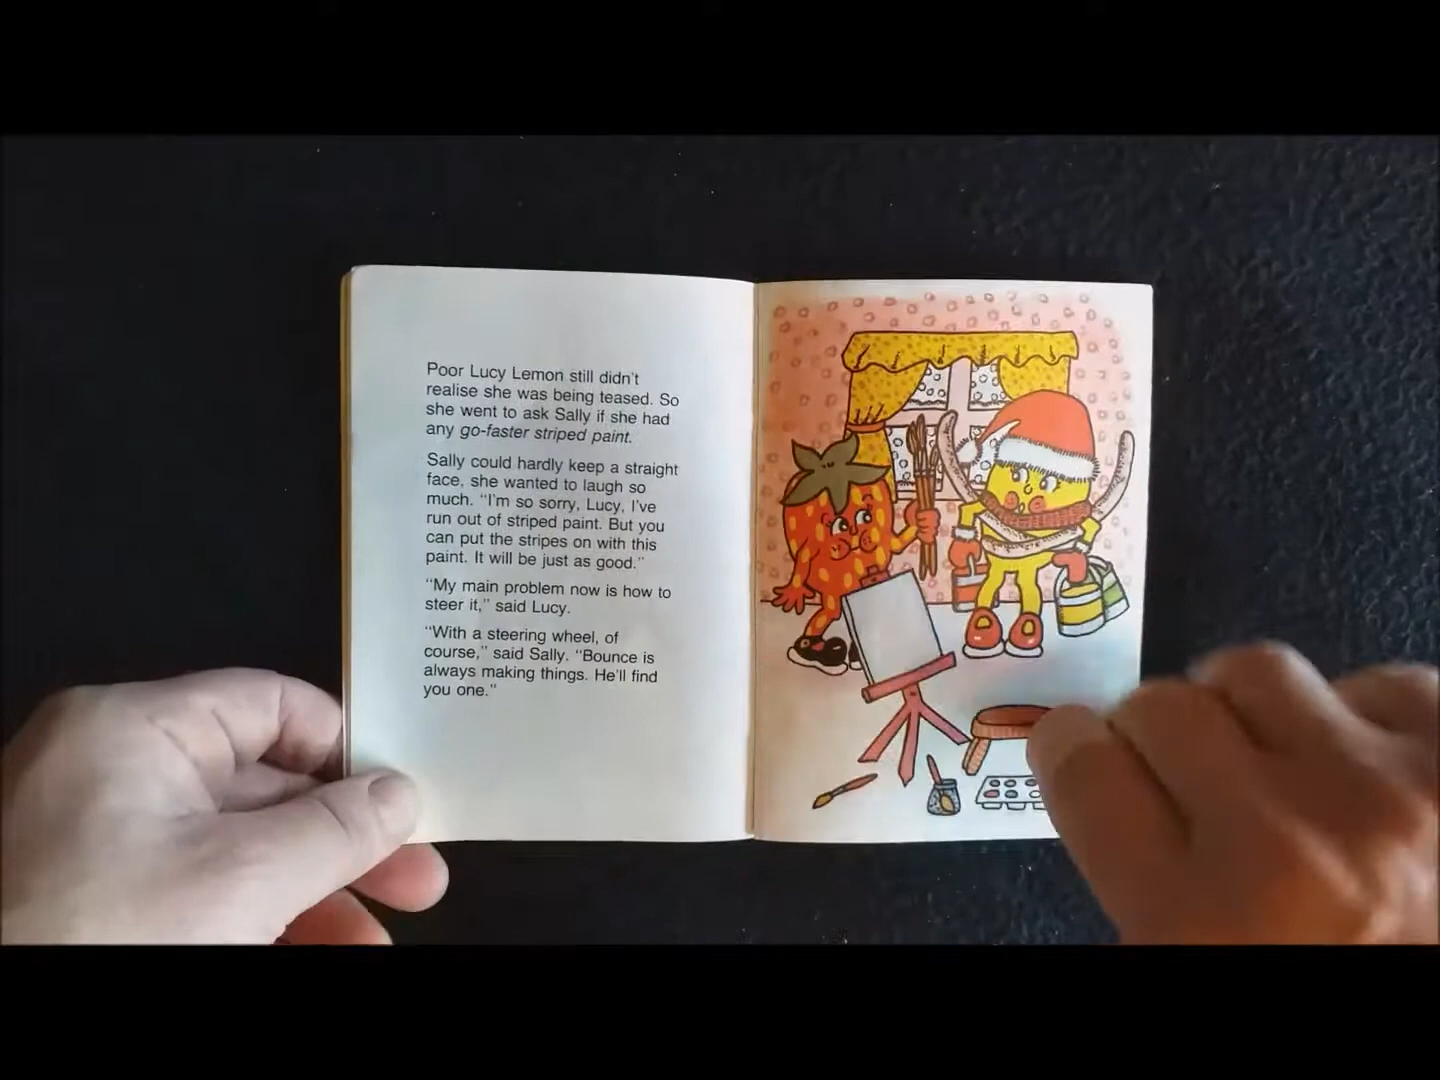 Poor Lucy Lemon still didn't
realise she was being teased. So
she went to ask Sally if she had
any go-faster striped paint.
Sally could hardly keep a straight
face, she wanted to laugh so
much. "I'm so sorry, Lucy, I've
run out of striped paint. But you
can put the stripes on with this
paint. It will be just as good."
"My main problem now is how to
steer it," said Lucy.
"With a steering wheel, of
course," said Sally. "Bounce is
always making things. He'll find
you one."